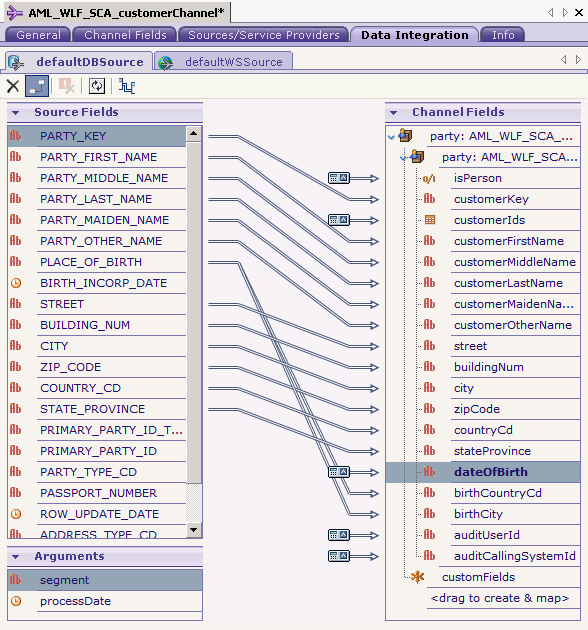 AML_WLF_SCA_customerChannel*
General
Channel Fields
Sources/Service Providers
Data Integration
Info
defaultDBSource
defaultWSSource
Source Fields
PARTY_KEY
PARTY_FIRST_NAME
PARTY_MIDDLE_NAME
PARTY_LAST_NAME
PARTY_MAIDEN_NAME
PARTY_OTHER_NAME
PLACE_OF_BIRTH
BIRTH_INCORP_DATE
STREET
BUILDING_NUM
CITY
ZIP_CODE
COUNTRY_CD
STATE_PROVINCE
PRIMARY_PARTY_ID_T...
PRIMARY_PARTY_ID
PARTY_TYPE_CD
PASSPORT_NUMBER
ROW_UPDATE_DATE
ADDRESS_TYPE_CD
Arguments
segment
processDate
Channel Fields
party: AML_WLF_SCA_...
party: AML_WLF_SCA...
isPerson
customerKey
customerIds
customerFirstName
customerMiddleName
customerLastName
customerMaidenNa...
customerOtherName
street
buildingNum
city
zipCode
countryCd
stateProvince
dateOfBirth
birthCountryCd
birthCity
auditUserId
auditCallingSystemId
customFields
<drag to create & map>